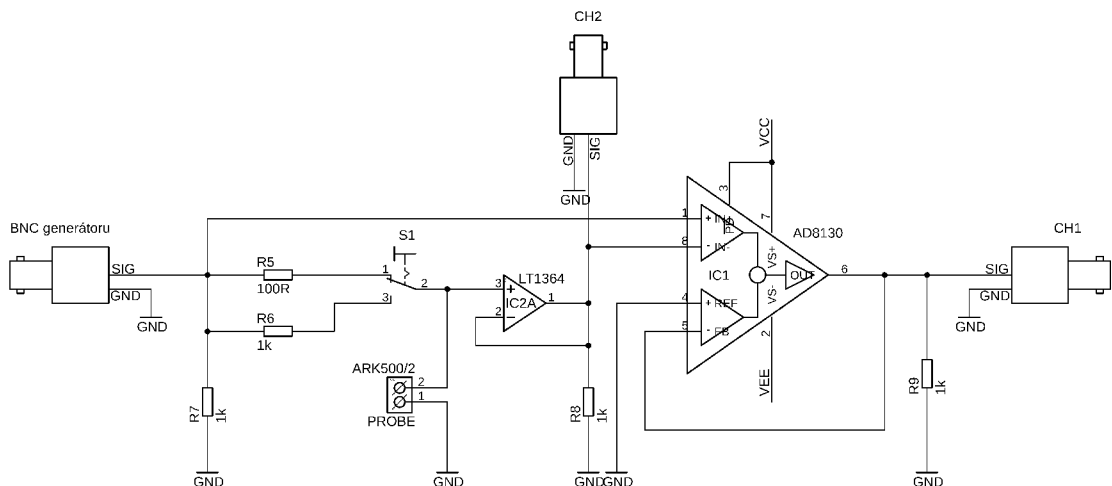 CH2
GND
SIG
GND
VCC
3
7
BNC generátoru
SIG
GND
GND
R5
100R
R6
1k
R7
1k
GND
S1
1
2
3
ARK500/2
2
1
PROBE
GND
LT1364
IC2A
3
2
1
+
-
R8
1k
GND
GND
1
8
4
5
+ IN+
- IN-
PD
IC1
+ REF
- FB
VS+
VS-
OUT
AD8130
6
2
VEE
CH1
SIG
GND
GND
R9
1k
GND